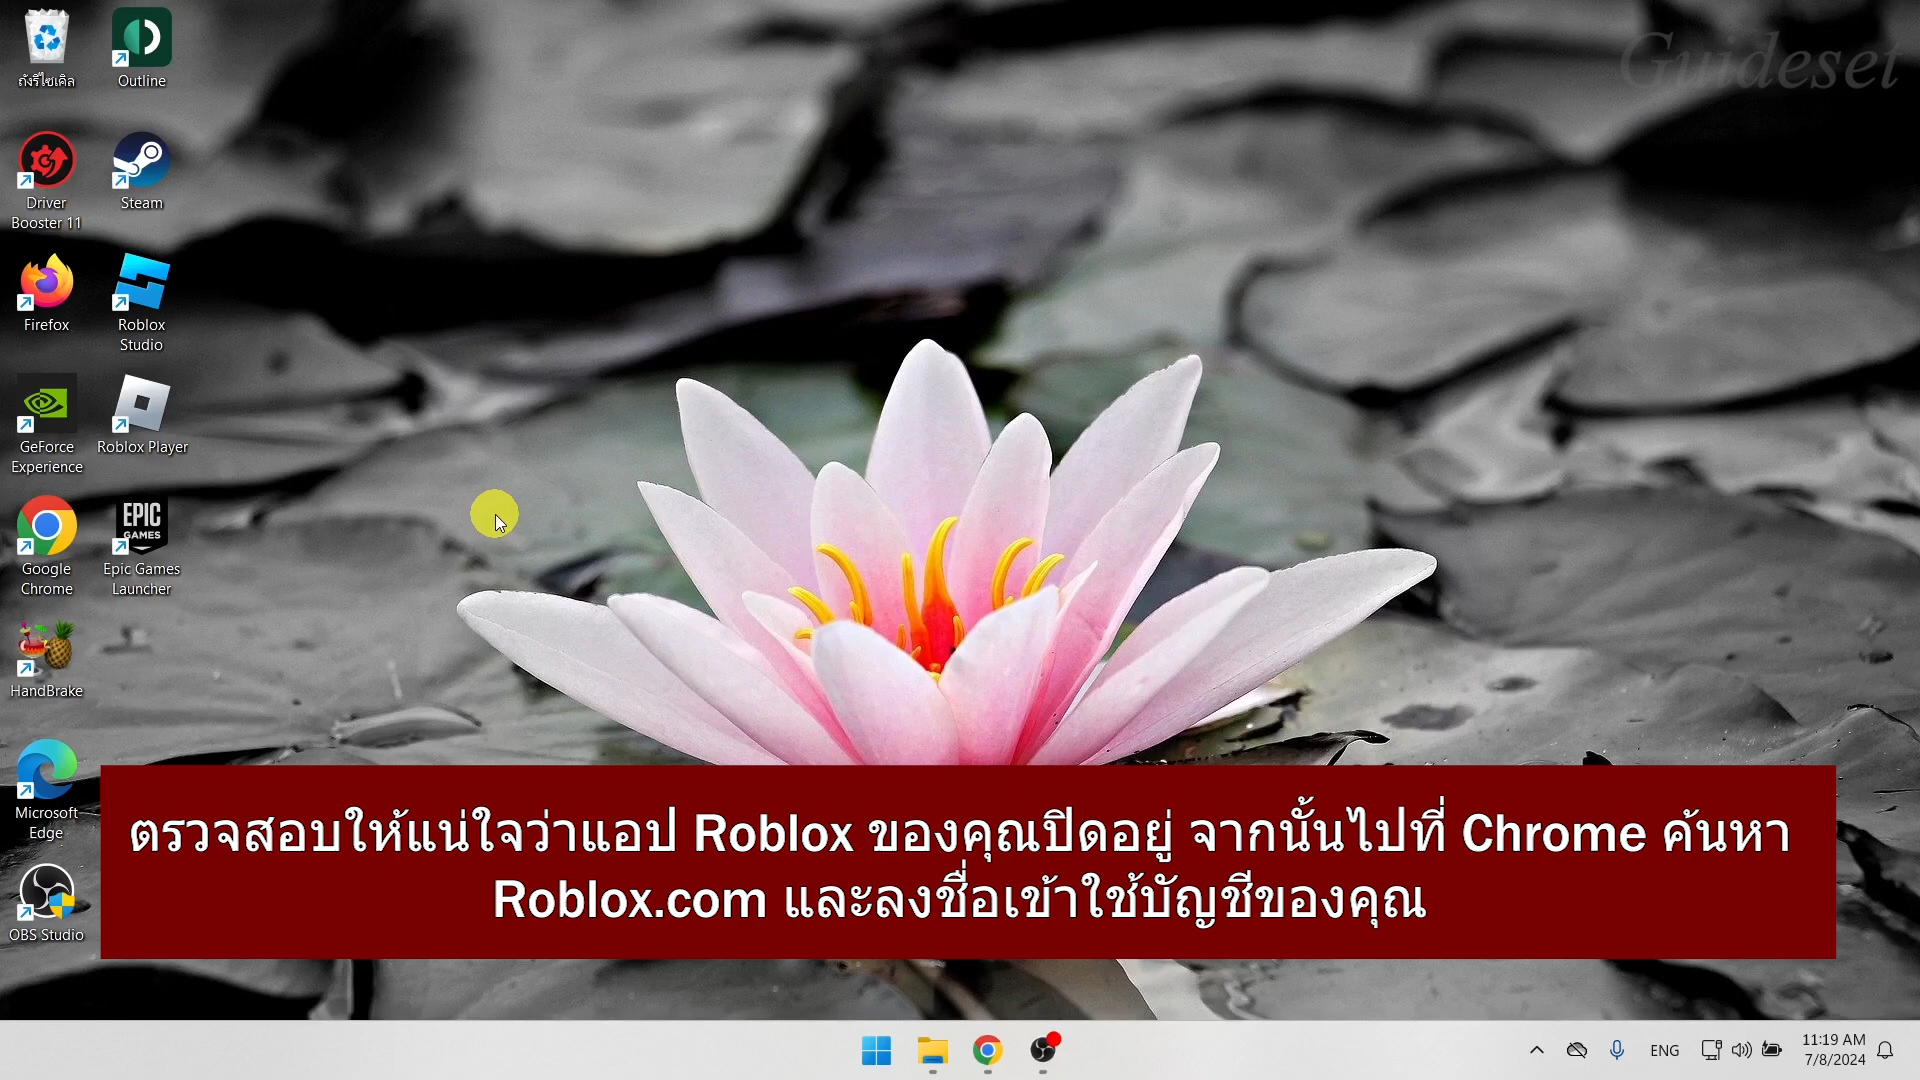 Guideset
ถังรีไซเคิล
Outline
Driver
Booster 11
Steam
Firefox
Roblox
Studio
GeForce
Experience
Roblox Player
EPIC
GAMES
Google
Chrome
Epic Games
Launcher
HandBrake
Microsoft
Edge
OBS Studio
ตรวจสอบให้แน่ใจว่าแอป Roblox ของคุณปิดอยู่ จากนั้นไปที่ Chrome ค้นหา
Roblox.com และลงชื่อเข้าใช้บัญชีของคุณ
ENG
11:19 AM
7/8/2024